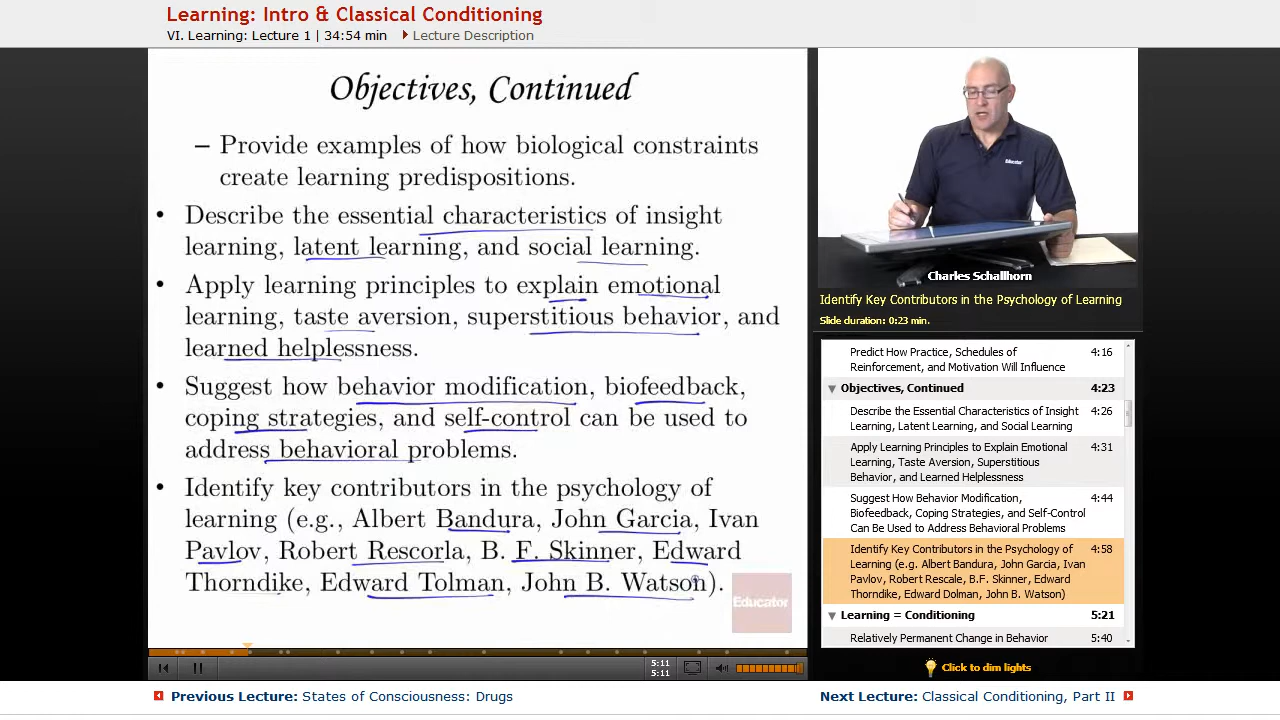 Learning: Intro & Classical Conditioning
VI. Learning: Lecture 1 | 34:54 min
Lecture Description
Objectives, Continued
– Provide examples of how biological constraints
create learning predispositions.
• Describe the essential characteristics of insight
learning, latent learning, and social learning.
• Apply learning principles to explain emotional
learning, taste aversion, superstitious behavior, and
learned helplessness.
• Suggest how behavior modification, biofeedback,
coping strategies, and self-control can be used to
address behavioral problems.
• Identify key contributors in the psychology of
learning (e.g., Albert Bandura, John Garcia, Ivan
Pavlov, Robert Rescorla, B. F. Skinner, Edward
Thorndike, Edward Tolman, John B. Watson).
Educator
5:11
5:11
Educator
Charles Schallhorn
Identify Key Contributors in the Psychology of Learning
Slide duration: 0:23 min.
Predict How Practice, Schedules of 4:16
Reinforcement, and Motivation Will Influence
Objectives, Continued 4:23
Describe the Essential Characteristics of Insight 4:26
Learning, Latent Learning, and Social Learning
Apply Learning Principles to Explain Emotional 4:31
Learning, Taste Aversion, Superstitious
Behavior, and Learned Helplessness
Suggest How Behavior Modification, 4:44
Biofeedback, Coping Strategies, and Self-Control
Can Be Used to Address Behavioral Problems
Identify Key Contributors in the Psychology of 4:58
Learning (e.g. Albert Bandura, John Garcia, Ivan
Pavlov, Robert Rescale, B.F. Skinner, Edward
Thorndike, Edward Dolman, John B. Watson)
Learning = Conditioning 5:21
Relatively Permanent Change in Behavior 5:40
Click to dim lights
Previous Lecture: States of Consciousness: Drugs
Next Lecture: Classical Conditioning, Part II